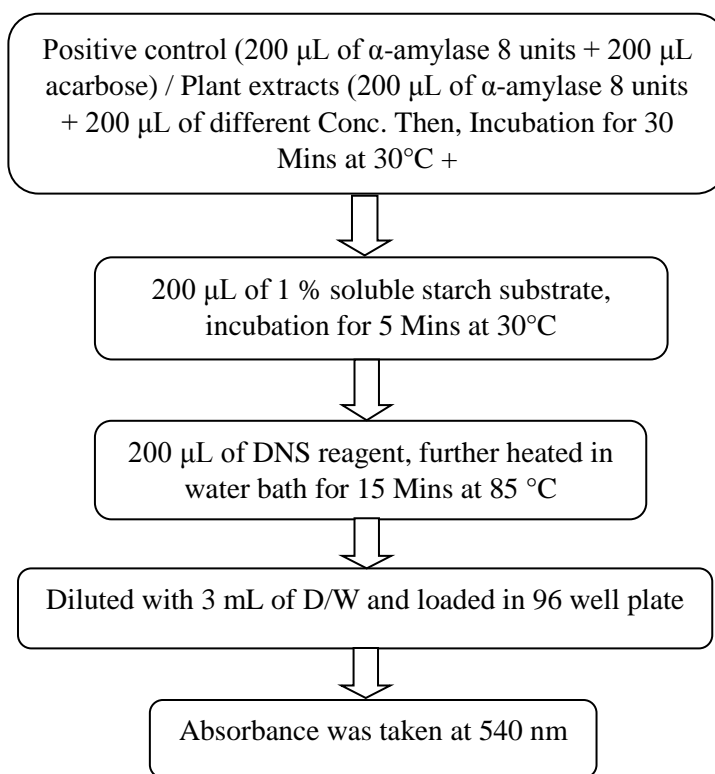 Positive control (200 μL of α-amylase 8 units + 200 μL
acarbose) / Plant extracts (200 μL of α-amylase 8 units
+ 200 μL of different Conc. Then, Incubation for 30
Mins at 30°C +
200 μL of 1 % soluble starch substrate,
incubation for 5 Mins at 30°C
200 μL of DNS reagent, further heated in
water bath for 15 Mins at 85 °C
Diluted with 3 mL of D/W and loaded in 96 well plate
Absorbance was taken at 540 nm